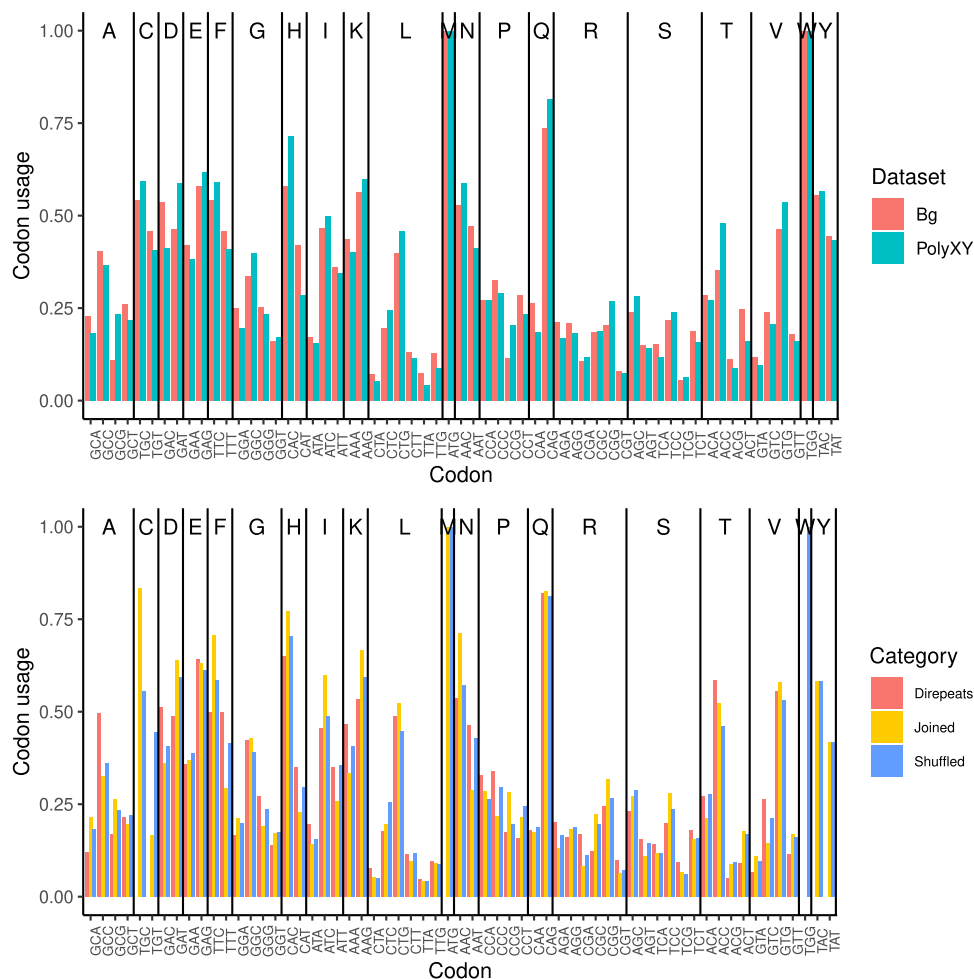 A C D E F G H I K L M N P Q R S T V W Y
1.00
0.75
0.50
0.25
0.00
Codon usage
GCA GCC GCG GCT TGC TGT GAC GAT GAA GAG TTC TTT GGA GGC GGG GGT CAC CAT ATA ATC ATT AAA AAG CTA CTC CTG CTT TTA TTG ATG AAC AAT CCA CCC CCG CCT CAA CAG AGA AGG CGA CGC CGG CGT AGC AGT TCA TCC TCG TCT ACA ACC ACG ACT GTA GTC GTG GTT TGG TAC TAT
Codon
Dataset
Bg
PolyXY
A C D E F G H I K L M N P Q R S T V W Y
1.00
0.75
0.50
0.25
0.00
Codon usage
GCA GCC GCG GCT TGC TGT GAC GAT GAA GAG TTC TTT GGA GGC GGG GGT CAC CAT ATA ATC ATT AAA AAG CTA CTC CTG CTT TTA TTG ATG AAC AAT CCA CCC CCG CCT CAA CAG AGA AGG CGA CGC CGG CGT AGC AGT TCA TCC TCG TCT ACA ACC ACG ACT GTA GTC GTG GTT TGG TAC TAT
Codon
Category
Direpeats
Joined
Shuffled